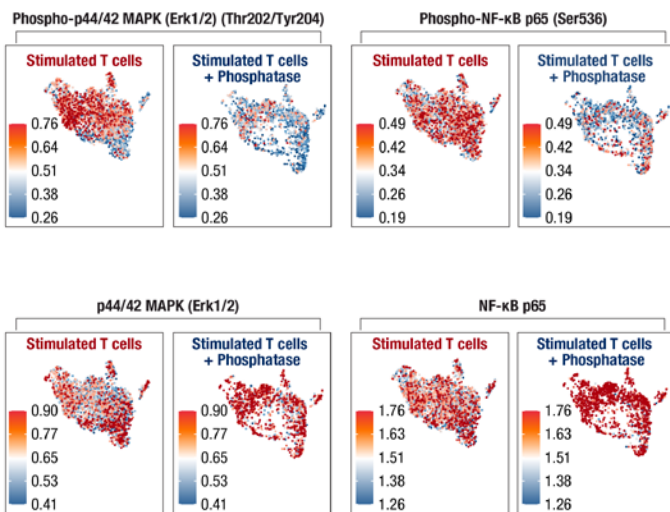 Phospho-p44/42 MAPK (Erk1/2) (Thr202/Tyr204)
Stimulated T cells
0.76
0.64
0.51
0.38
0.26
Stimulated T cells
+ Phosphatase
0.76
0.64
0.51
0.38
0.26
Phospho-NF-κB p65 (Ser536)
Stimulated T cells
0.49
0.42
0.34
0.26
0.19
Stimulated T cells
+ Phosphatase
0.49
0.42
0.34
0.26
0.19
p44/42 MAPK (Erk1/2)
Stimulated T cells
0.90
0.77
0.65
0.53
0.41
Stimulated T cells
+ Phosphatase
0.90
0.77
0.65
0.53
0.41
NF-κB p65
Stimulated T cells
1.76
1.63
1.51
1.38
1.26
Stimulated T cells
+ Phosphatase
1.76
1.63
1.51
1.38
1.26